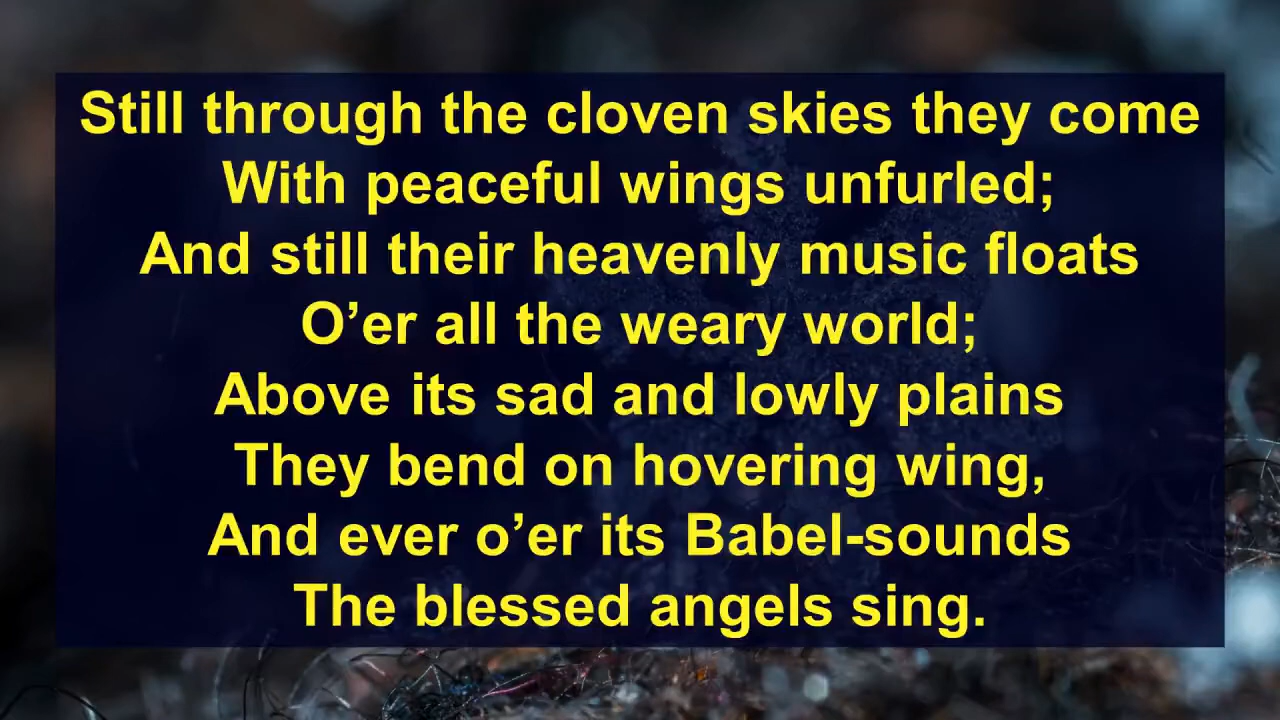 Still through the cloven skies they come
With peaceful wings unfurled;
And still their heavenly music floats
O’er all the weary world;
Above its sad and lowly plains
They bend on hovering wing,
And ever o’er its Babel-sounds
The blessed angels sing.